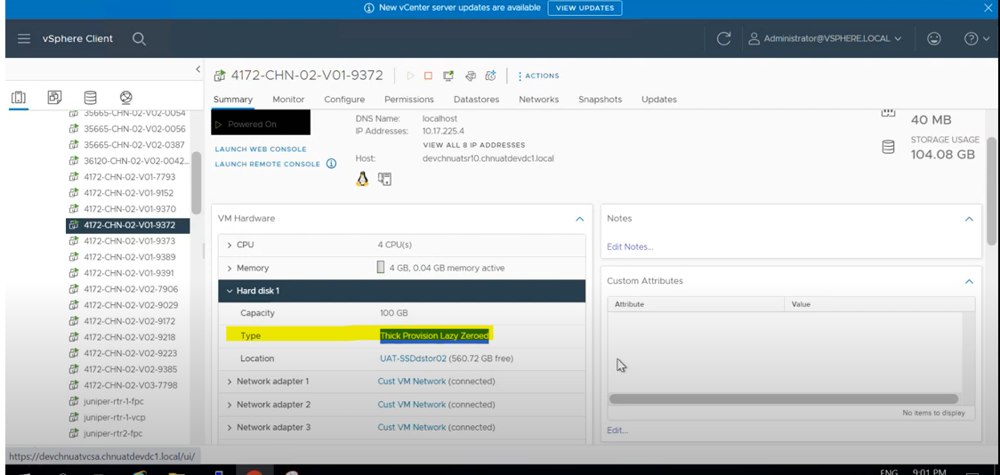 New vCenter server updates are available VIEW UPDATES
vSphere Client
Administrator@VSPHERE.LOCAL
4172-CHN-02-V01-9372
ACTIONS
Summary Monitor Configure Permissions Datastores Networks Snapshots Updates
35665-CHN-02-V02-0054
35665-CHN-02-V02-0056
35665-CHN-02-V02-0387
36120-CHN-02-V02-0042...
4172-CHN-02-V01-7793
4172-CHN-02-V01-9152
4172-CHN-02-V01-9370
4172-CHN-02-V01-9372
4172-CHN-02-V01-9373
4172-CHN-02-V01-9389
4172-CHN-02-V01-9391
4172-CHN-02-V02-7906
4172-CHN-02-V02-9029
4172-CHN-02-V02-9172
4172-CHN-02-V02-9218
4172-CHN-02-V02-9223
4172-CHN-02-V02-9385
4172-CHN-02-V03-7798
juniper-rtr-1-fpc
juniper-rtr-1-vcp
juniper-rtr2-fpc
Powered On
LAUNCH WEB CONSOLE
LAUNCH REMOTE CONSOLE
DNS Name: localhost
IP Addresses: 10.17.225.4
VIEW ALL 8 IP ADDRESSES
Host: devchnuatsr10.chnuatdevdc1.local
40 MB
STORAGE USAGE
104.08 GB
VM Hardware
CPU 4 CPU(s)
Memory 4 GB, 0.04 GB memory active
Hard disk 1
Capacity 100 GB
Type Thick Provision Lazy Zeroed
Location UAT-SSDdstor02 (560.72 GB free)
Network adapter 1 Cust VM Network (connected)
Network adapter 2 Cust VM Network (connected)
Network adapter 3 Cust VM Network (connected)
Notes
Edit Notes...
Custom Attributes
Attribute Value
No items to display
Edit...
https://devchnuatvcsa.chnuatdevdc1.local/ui/
ENG 9:01 PM